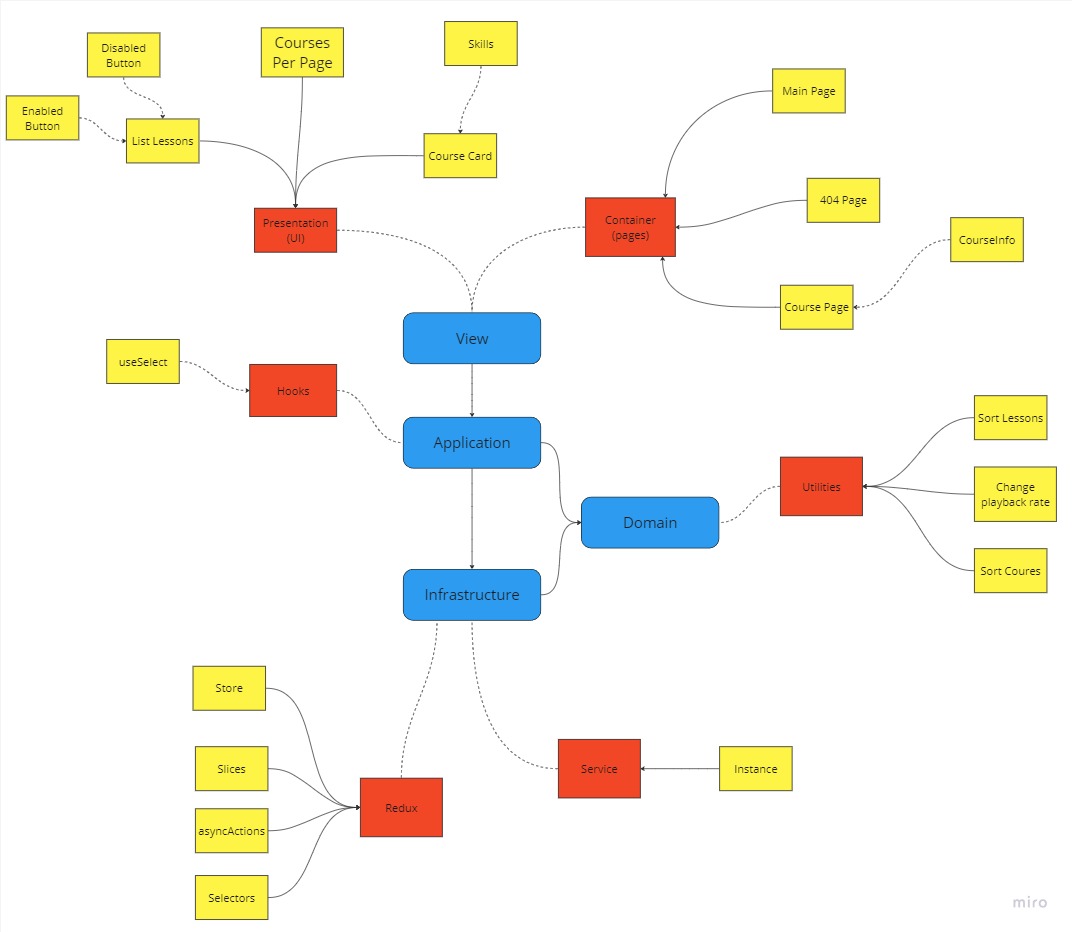 Disabled
Button
Courses
Per Page
Skills
Enabled
Button
List Lessons
Course Card
Main Page
Presentation
(UI)
Container
(pages)
404 Page
CourseInfo
Course Page
View
useSelect
Hooks
Application
Sort Lessons
Utilities
Change
playback rate
Domain
Sort Coures
Infrastructure
Store
Slices
Service
Instance
Redux
asyncActions
Selectors
miro